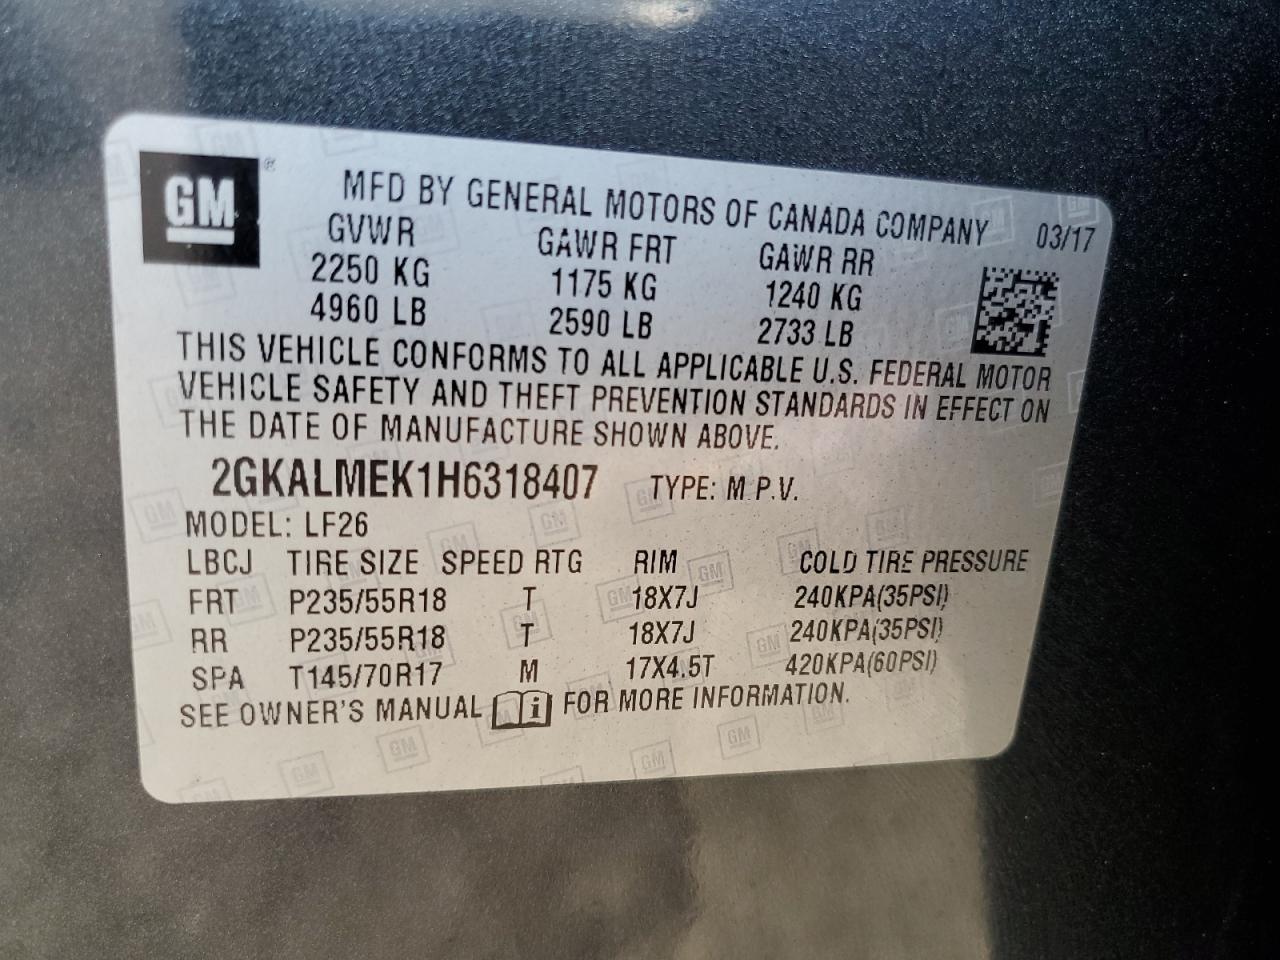 GM ®
MFD BY GENERAL MOTORS OF CANADA COMPANY 03/17
GVWR GAWR FRT GAWR RR
2250 KG 1175 KG 1240 KG
4960 LB 2590 LB 2733 LB
THIS VEHICLE CONFORMS TO ALL APPLICABLE U.S. FEDERAL MOTOR
VEHICLE SAFETY AND THEFT PREVENTION STANDARDS IN EFFECT ON
THE DATE OF MANUFACTURE SHOWN ABOVE.
2GKALMEK1H6318407 TYPE: M.P.V.
MODEL: LF26
LBCJ TIRE SIZE SPEED RTG RIM COLD TIRE PRESSURE
FRT P235/55R18 T 18X7J 240KPA(35PSI)
RR P235/55R18 T 18X7J 240KPA(35PSI)
SPA T145/70R17 M 17X4.5T 420KPA(60PSI)
SEE OWNER'S MANUAL i FOR MORE INFORMATION.